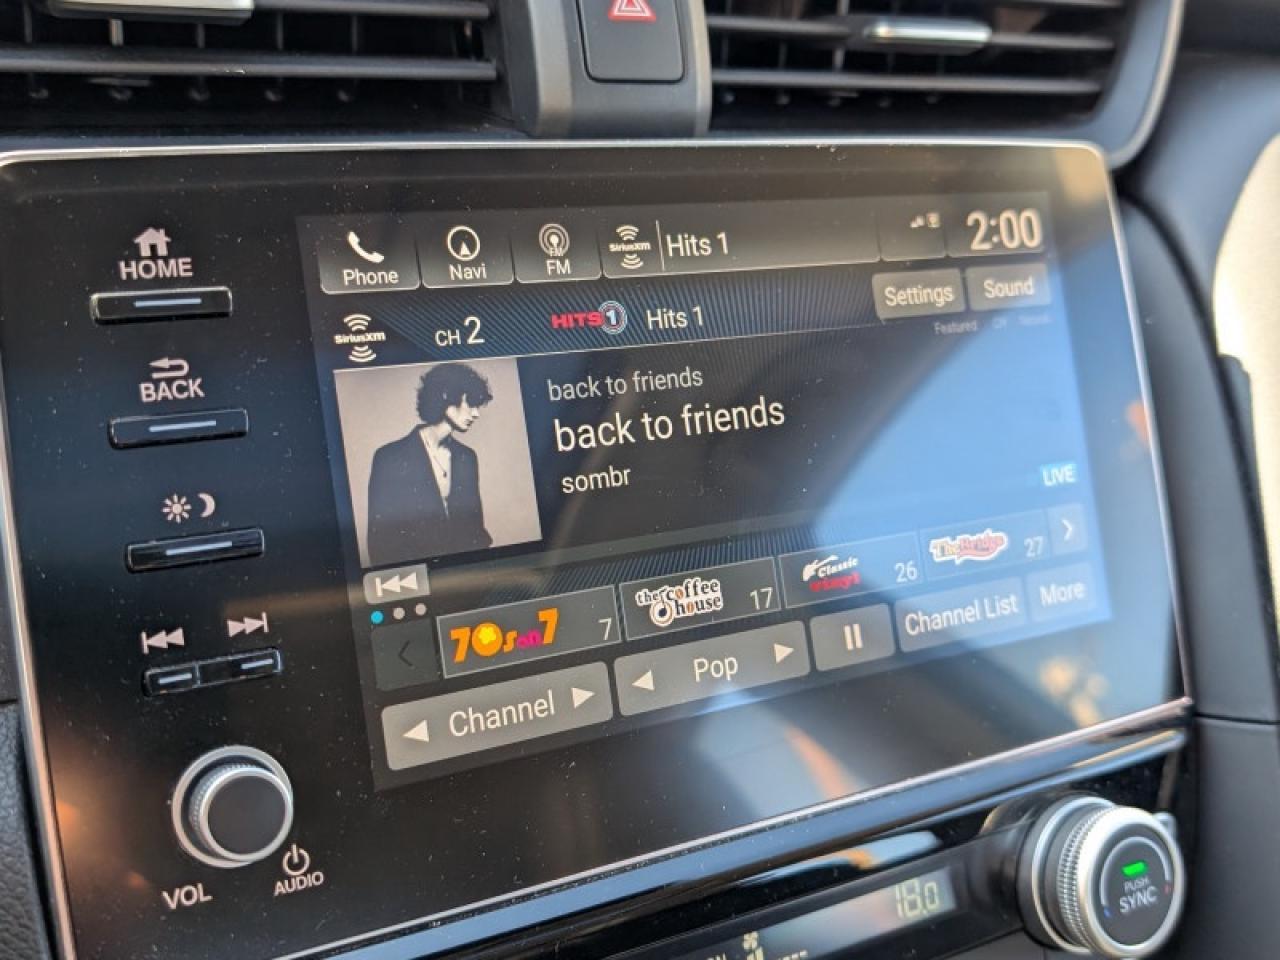 HOME
BACK
VOL
AUDIO
Phone
Navi
FM
SiriusXM
Hits 1
2:00
SiriusXM
CH 2
HITS 1
Hits 1
Settings
Sound
Featured
back to friends
back to friends
sombr
LIVE
70s on 7
7
the coffee house
17
Classic vinyl
26
The Bridge
27
Channel
Pop
Channel List
More
18.0
PUSH
SYNC